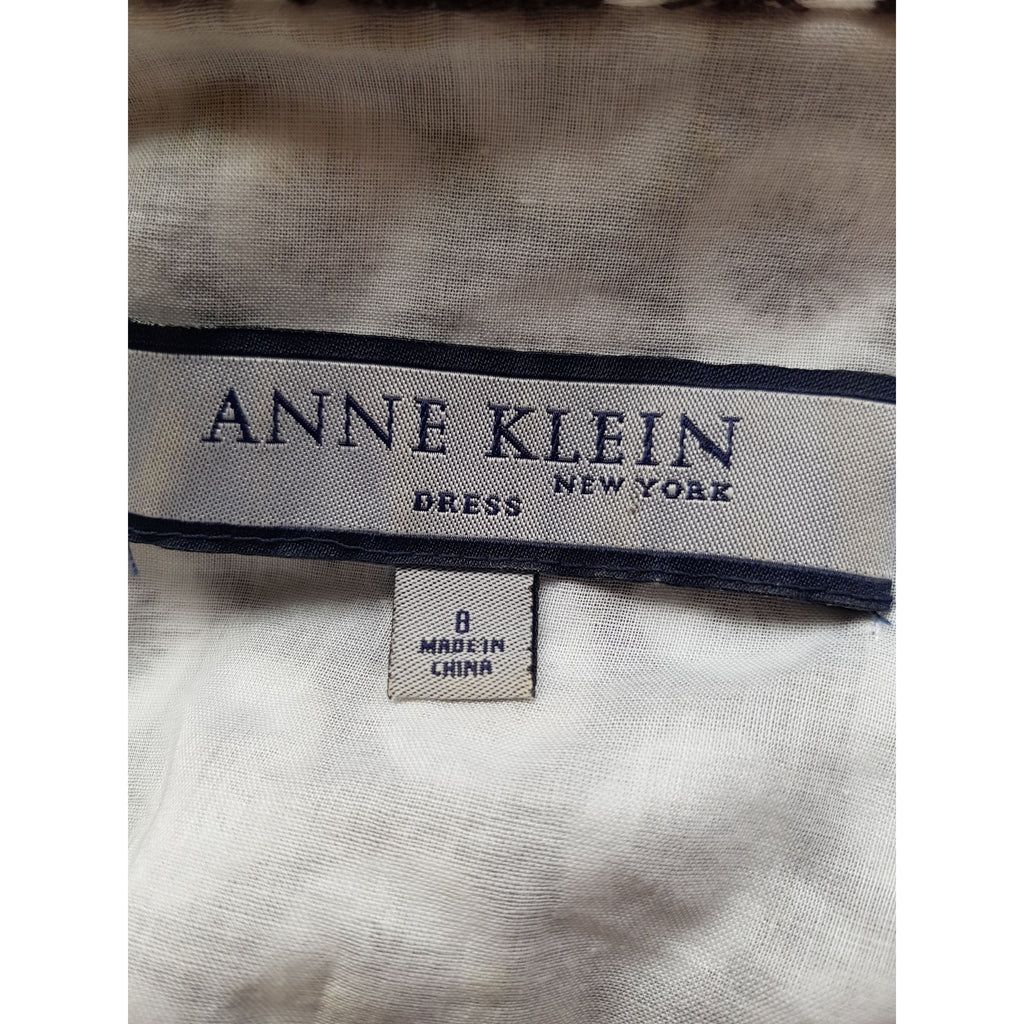 ANNE KLEIN
NEW YORK
DRESS
8
MADE IN
CHINA